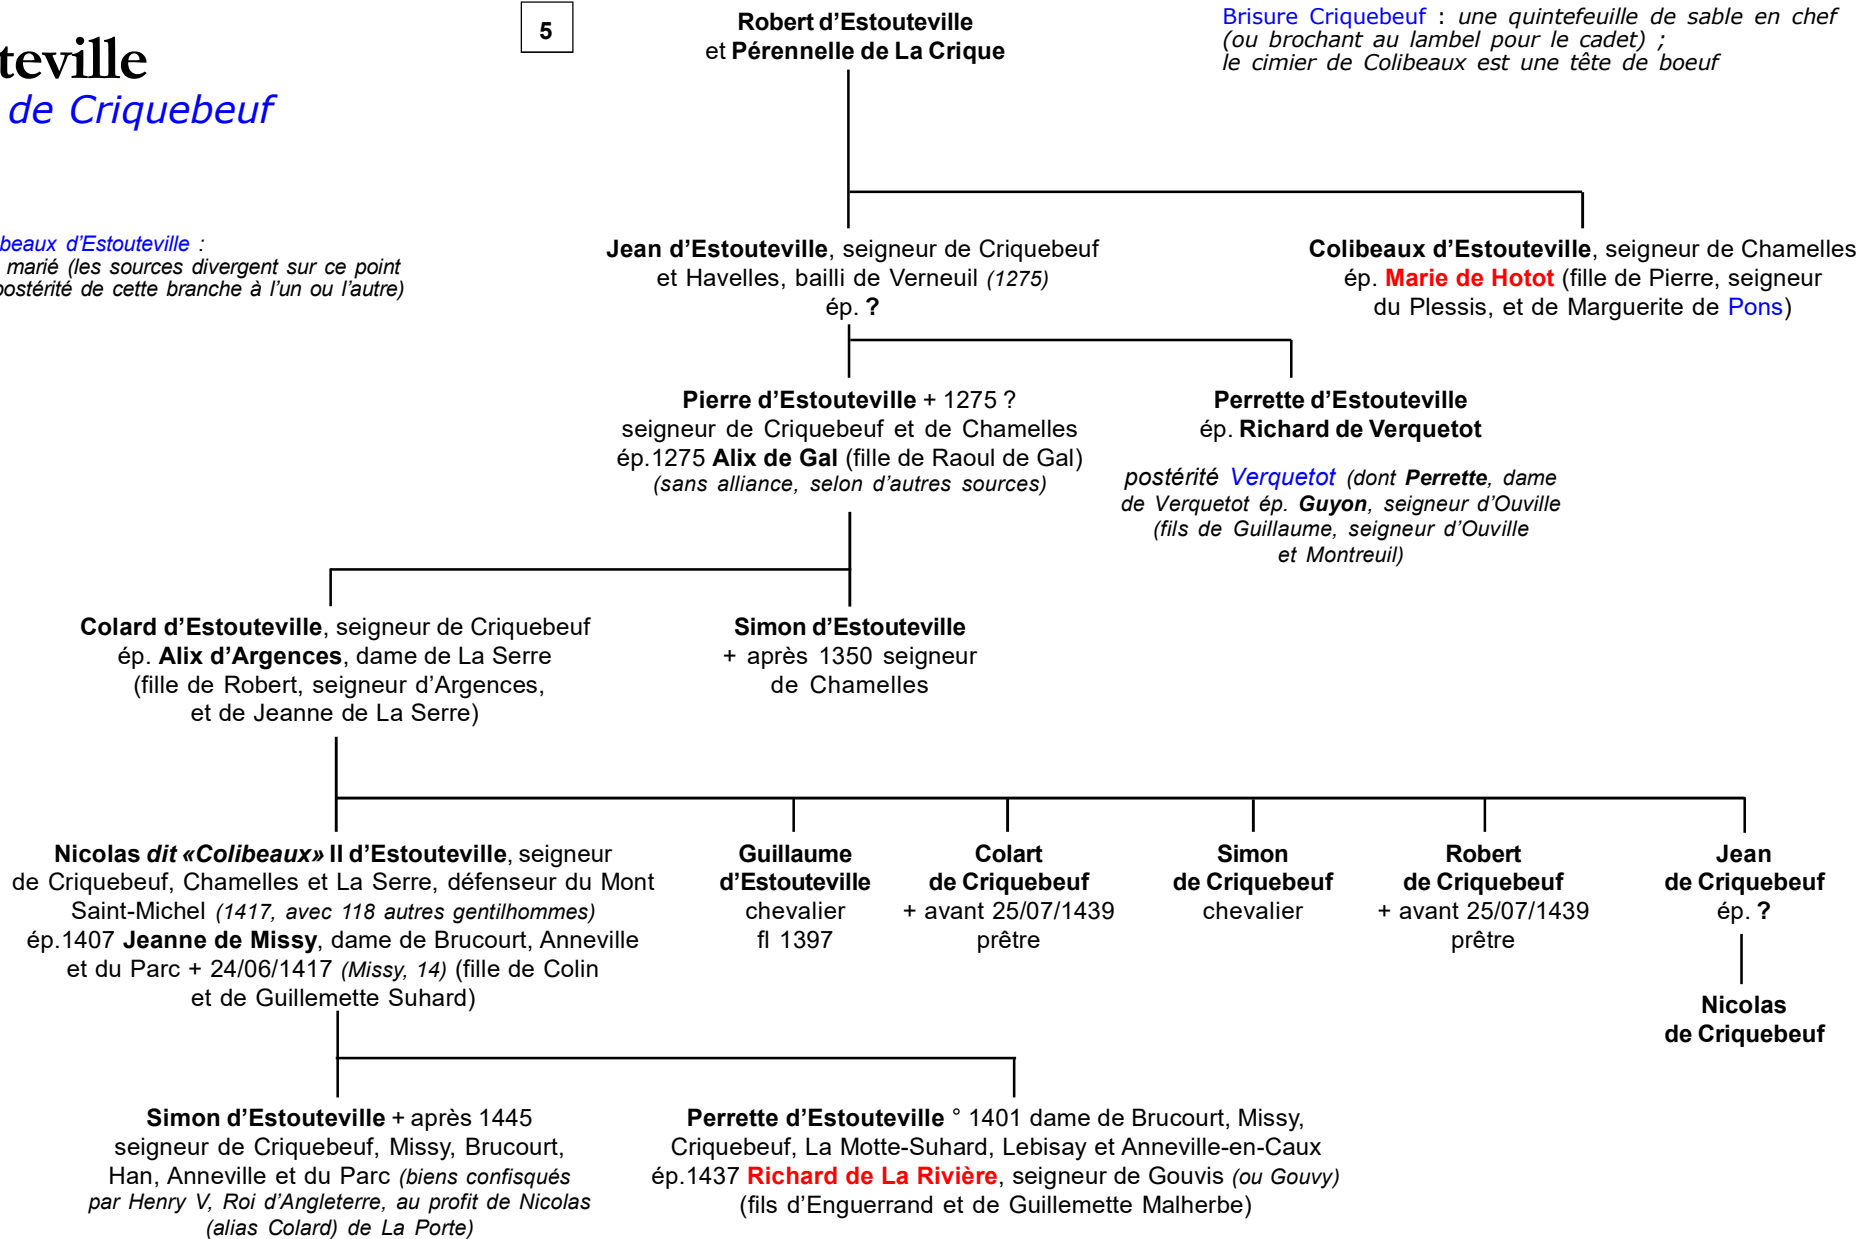 teville
de Criquebeuf
5
Robert d’Estouteville
et Pérennelle de La Crique
Brisure Criquebeuf : une quintefeuille de sable en chef
(ou brochant au lambel pour le cadet) ;
le cimier de Colibeaux est une tête de boeuf
beaux d’Estouteville :
marié (les sources divergent sur ce point
postérité de cette branche à l’un ou l’autre)
Jean d’Estouteville, seigneur de Criquebeuf
et Havelles, bailli de Verneuil (1275)
ép. ?
Colibeaux d’Estouteville, seigneur de Chamelles
ép. Marie de Hotot (fille de Pierre, seigneur
du Plessis, et de Marguerite de Pons)
Pierre d’Estouteville + 1275 ?
seigneur de Criquebeuf et de Chamelles
ép.1275 Alix de Gal (fille de Raoul de Gal)
(sans alliance, selon d’autres sources)
Perrette d’Estouteville
ép. Richard de Verquetot
postérité Verquetot (dont Perrette, dame
de Verquetot ép. Guyon, seigneur d’Ouville
(fils de Guillaume, seigneur d’Ouville
et Montreuil)
Colard d’Estouteville, seigneur de Criquebeuf
ép. Alix d’Argences, dame de La Serre
(fille de Robert, seigneur d’Argences,
et de Jeanne de La Serre)
Simon d’Estouteville
+ après 1350 seigneur
de Chamelles
Nicolas dit «Colibeaux» II d’Estouteville, seigneur
de Criquebeuf, Chamelles et La Serre, défenseur du Mont
Saint-Michel (1417, avec 118 autres gentilhommes)
ép.1407 Jeanne de Missy, dame de Brucourt, Anneville
et du Parc + 24/06/1417 (Missy, 14) (fille de Colin
et de Guillemette Suhard)
Guillaume
d’Estouteville
chevalier
fl 1397
Colart
de Criquebeuf
+ avant 25/07/1439
prêtre
Simon
de Criquebeuf
chevalier
Robert
de Criquebeuf
+ avant 25/07/1439
prêtre
Jean
de Criquebeuf
ép. ?
Nicolas
de Criquebeuf
Simon d’Estouteville + après 1445
seigneur de Criquebeuf, Missy, Brucourt,
Han, Anneville et du Parc (biens confisqués
par Henry V, Roi d’Angleterre, au profit de Nicolas
(alias Colard) de La Porte)
Perrette d’Estouteville ° 1401 dame de Brucourt, Missy,
Criquebeuf, La Motte-Suhard, Lebisay et Anneville-en-Caux
ép.1437 Richard de La Rivière, seigneur de Gouvis (ou Gouvy)
(fils d’Enguerrand et de Guillemette Malherbe)